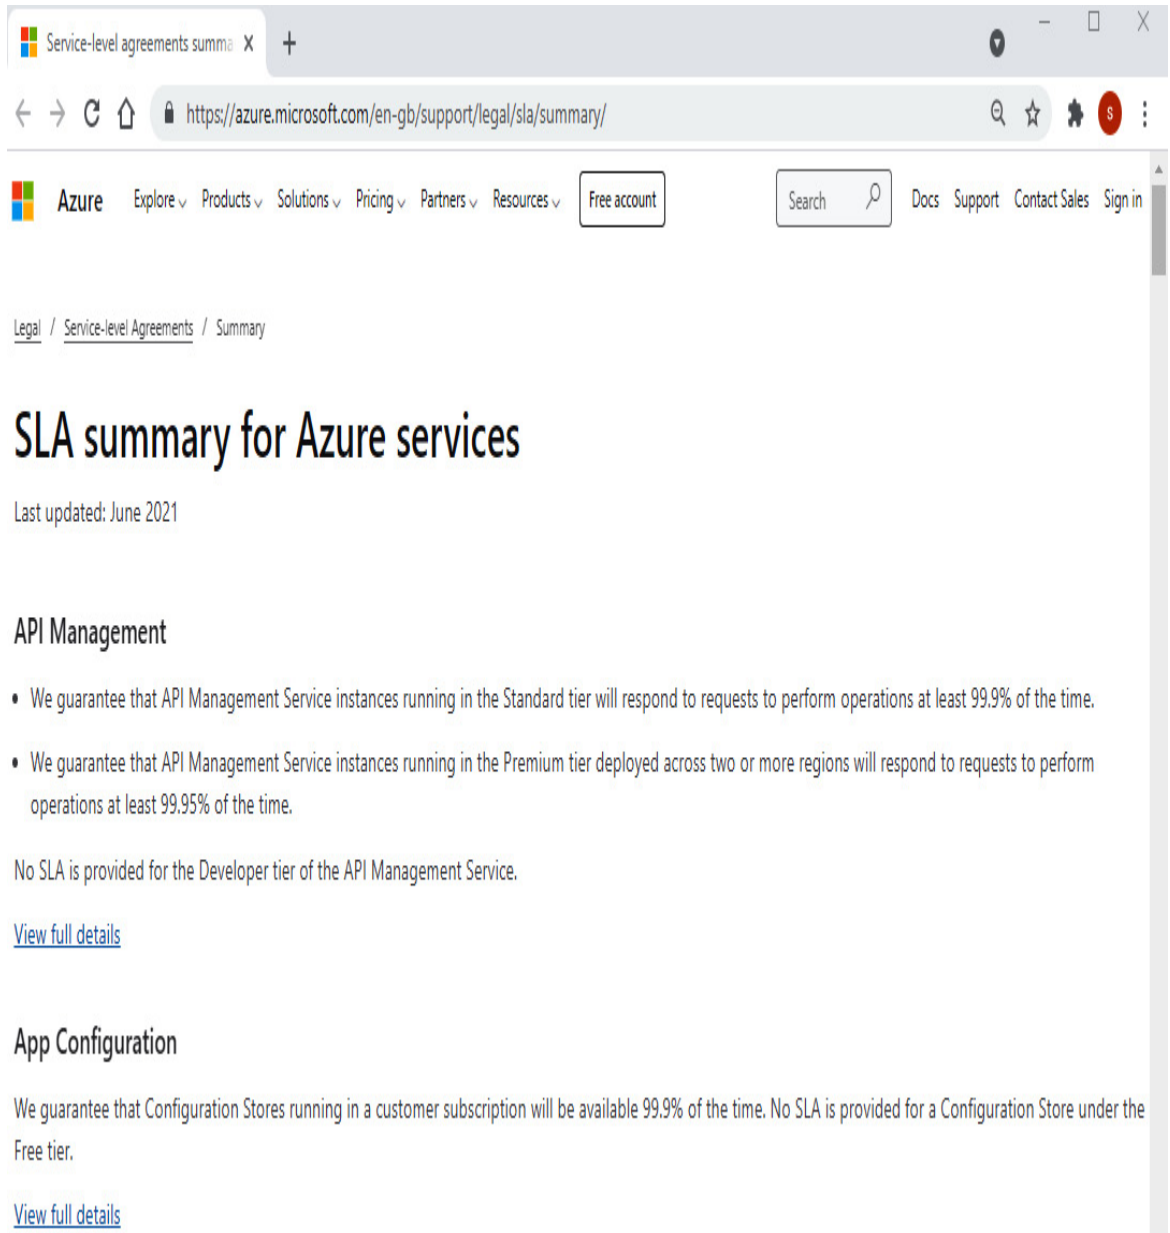 Service-level agreements summa
https://azure.microsoft.com/en-gb/support/legal/sla/summary/
S
Azure Explore Products Solutions Pricing Partners Resources Free account Search Docs Support Contact Sales Sign in
Legal / Service-level Agreements / Summary
SLA summary for Azure services
Last updated: June 2021
API Management
• We guarantee that API Management Service instances running in the Standard tier will respond to requests to perform operations at least 99.9% of the time.
• We guarantee that API Management Service instances running in the Premium tier deployed across two or more regions will respond to requests to perform
operations at least 99.95% of the time.
No SLA is provided for the Developer tier of the API Management Service.
View full details
App Configuration
We guarantee that Configuration Stores running in a customer subscription will be available 99.9% of the time. No SLA is provided for a Configuration Store under the
Free tier.
View full details